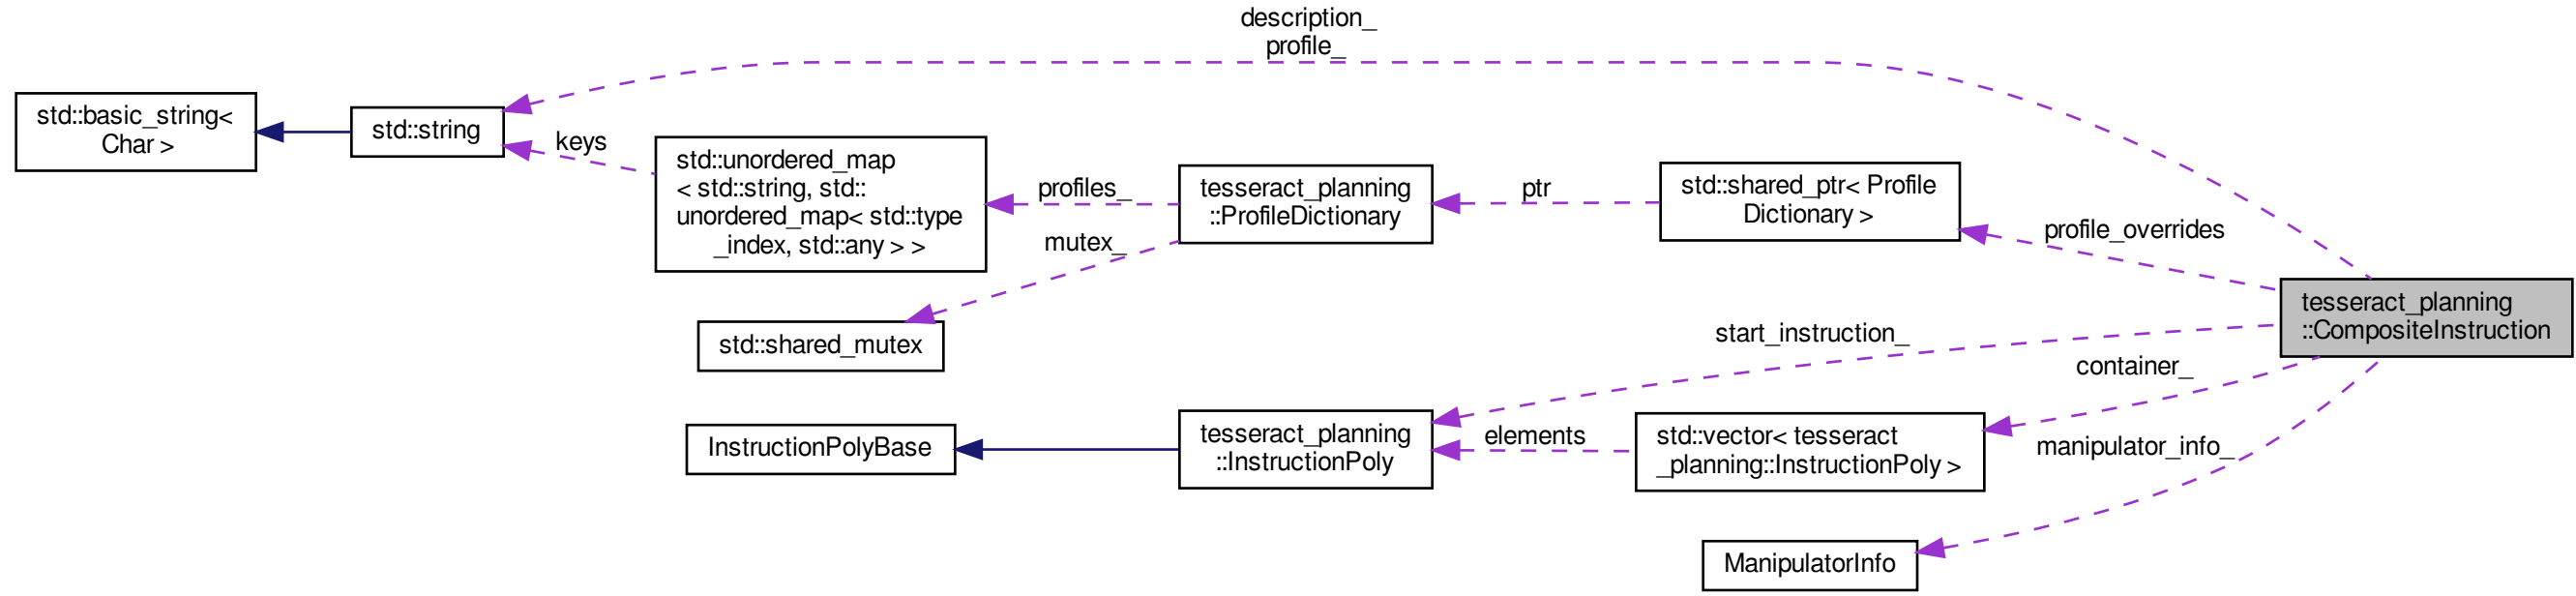 description_
profile_
std::basic_string<
Char >
std::string
keys
std::unordered_map
< std::string, std::
unordered_map< std::type
_index, std::any > >
profiles_
mutex_
tesseract_planning
::ProfileDictionary
ptr
std::shared_ptr< Profile
Dictionary >
profile_overrides
tesseract_planning
::CompositeInstruction
std::shared_mutex
start_instruction_
container_
InstructionPolyBase
tesseract_planning
::InstructionPoly
elements
std::vector< tesseract
_planning::InstructionPoly >
manipulator_info_
ManipulatorInfo